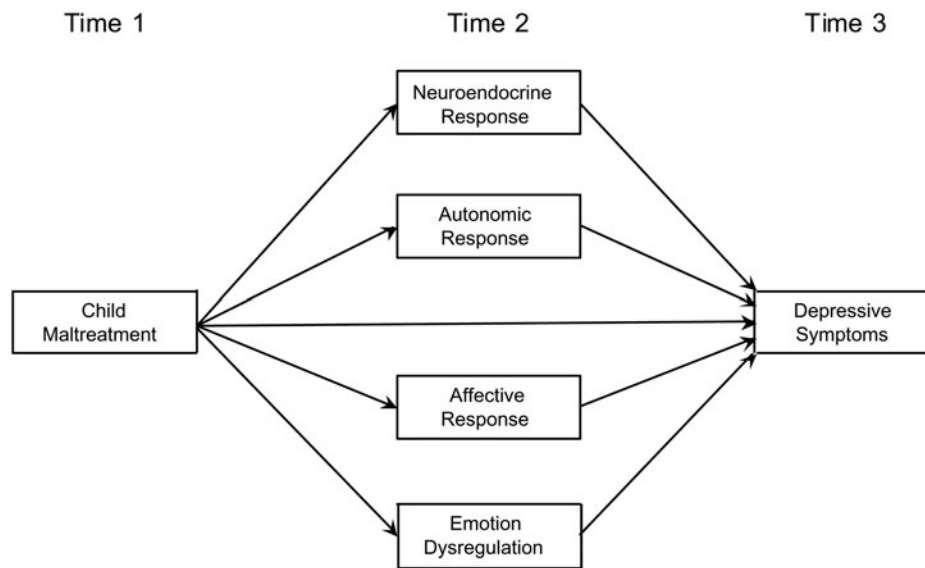 Time 1
Time 2
Time 3
Neuroendocrine
Response
Autonomic
Response
Child
Maltreatment
Depressive
Symptoms
Affective
Response
Emotion
Dysregulation